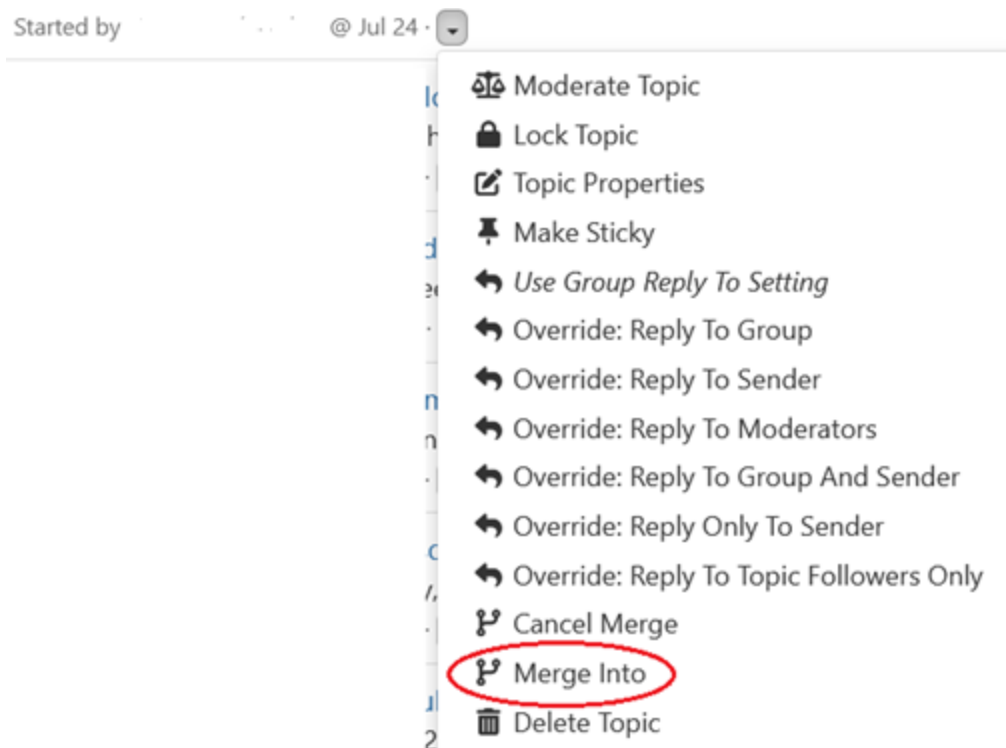 Started by @ Jul 24 ·
Moderate Topic
Lock Topic
Topic Properties
Make Sticky
Use Group Reply To Setting
Override: Reply To Group
Override: Reply To Sender
Override: Reply To Moderators
Override: Reply To Group And Sender
Override: Reply Only To Sender
Override: Reply To Topic Followers Only
Cancel Merge
Merge Into
Delete Topic